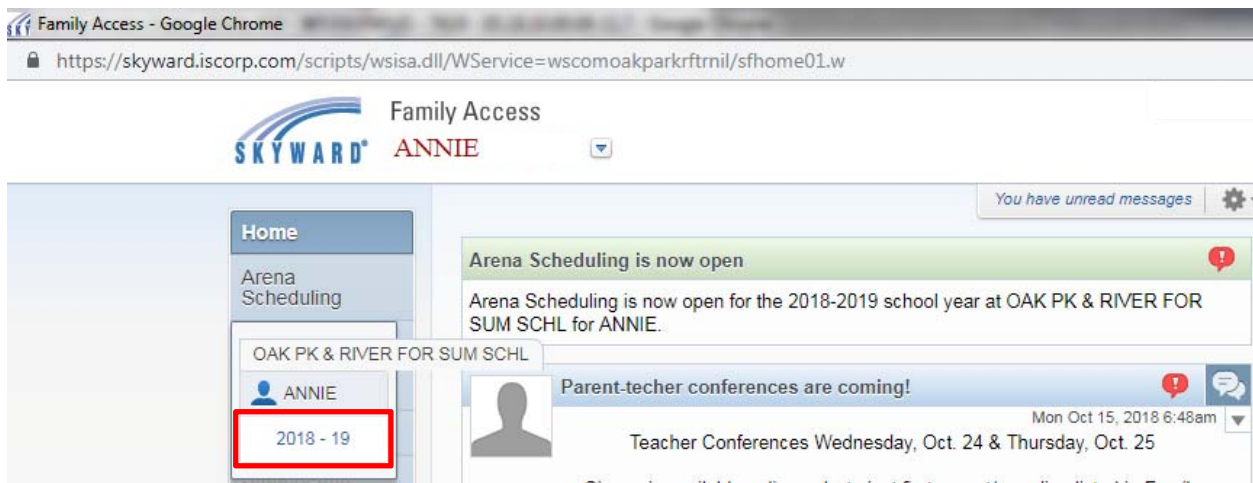 Family Access - Google Chrome
https://skyward.iscorp.com/scripts/wsisa.dll/WService=wscomoakparkrftrnil/sfhome01.w
SKYWARD®
Family Access
ANNIE
You have unread messages
Home
Arena
Scheduling
OAK PK & RIVER FOR SUM SCHL
ANNIE
2018 - 19
Arena Scheduling is now open
Arena Scheduling is now open for the 2018-2019 school year at OAK PK & RIVER FOR
SUM SCHL for ANNIE.
Parent-techer conferences are coming!
Mon Oct 15, 2018 6:48am
Teacher Conferences Wednesday, Oct. 24 & Thursday, Oct. 25